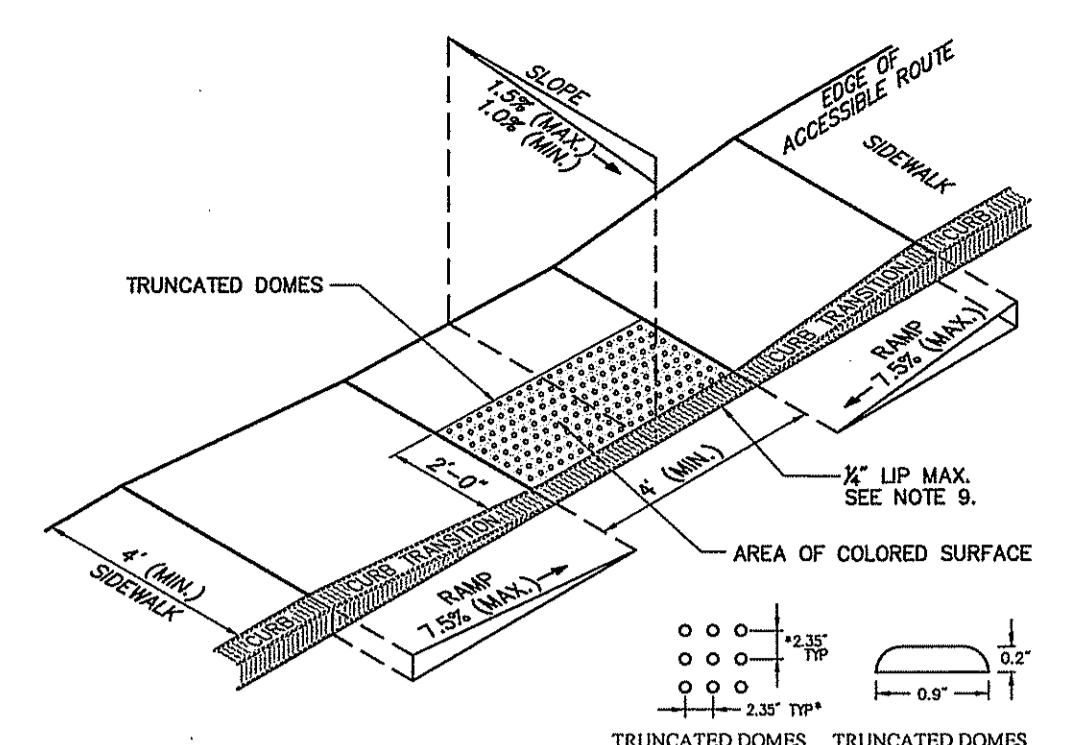 SLOPE
1.5% (MAX.)
1.0% (MIN.)
EDGE OF
ACCESSIBLE ROUTE
SIDEWALK
CURB
TRUNCATED DOMES
CURB TRANSITION
RAMP
7.5% (MAX.)
2'-0"
4' (MIN.)
¼" LIP MAX.
SEE NOTE 9.
AREA OF COLORED SURFACE
4' (MIN.)
SIDEWALK
CURB
CURB TRANSITION
RAMP
7.5% (MAX.)
*2.35"
TYP
2.35" TYP*
0.2"
0.9"
TRUNCATED DOMES
TRUNCATED DOMES